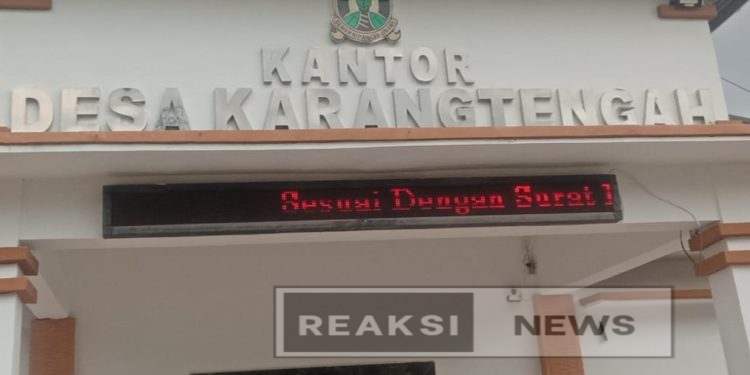 KANTOR
DESA KARANGTENGAH
Sesuai Dengan Surat
REAKSI NEWS